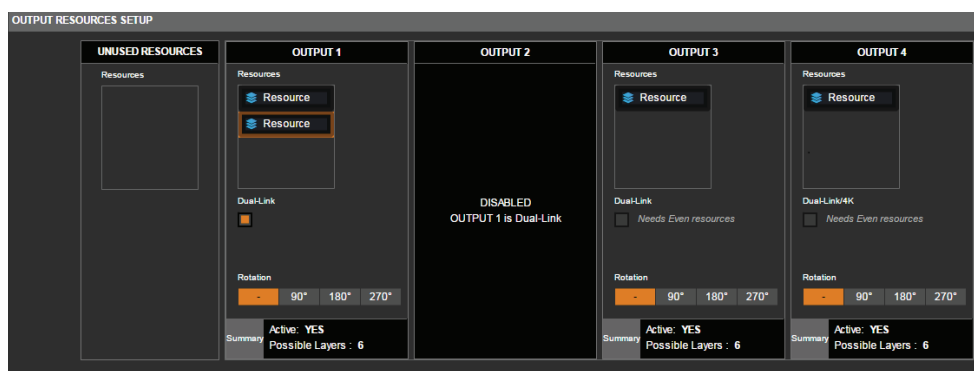 OUTPUT RESOURCES SETUP
UNUSED RESOURCES
Resources
OUTPUT 1
Resources
Resource
Resource
Dual-Link
Rotation
- 90° 180° 270°
Summary
Active: YES
Possible Layers : 6
OUTPUT 2
DISABLED
OUTPUT 1 is Dual-Link
OUTPUT 3
Resources
Resource
Dual-Link
Needs Even resources
Rotation
- 90° 180° 270°
Summary
Active: YES
Possible Layers : 6
OUTPUT 4
Resources
Resource
Dual-Link/4K
Needs Even resources
Rotation
- 90° 180° 270°
Summary
Active: YES
Possible Layers : 6